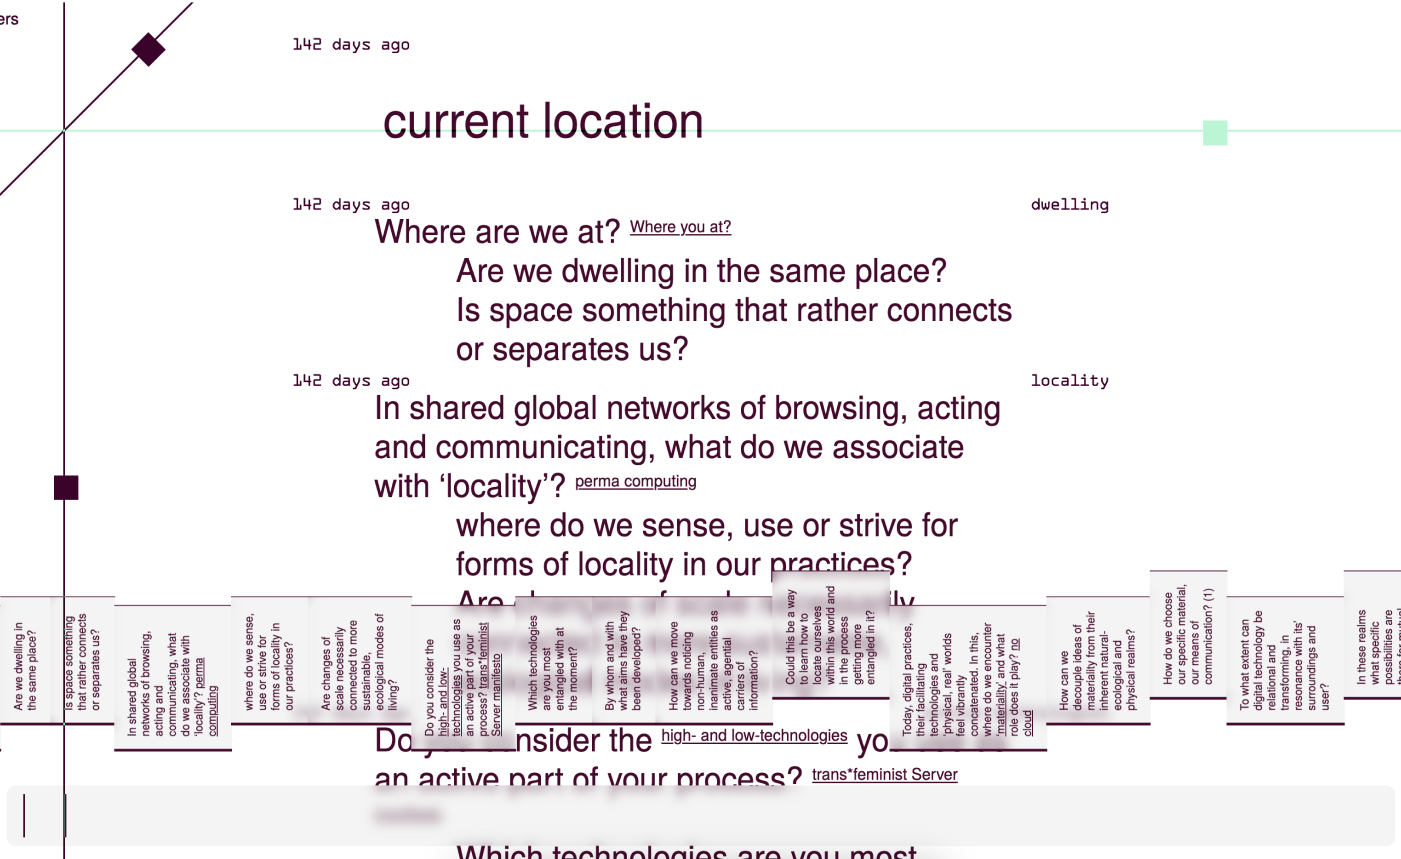 ers
142 days ago
current location
142 days ago
dwelling
Where are we at? Where you at?
Are we dwelling in the same place?
Is space something that rather connects
or separates us?
142 days ago
locality
In shared global networks of browsing, acting
and communicating, what do we associate
with ‘locality’? perma computing
where do we sense, use or strive for
forms of locality in our practices?
Are changes of scale necessarily
Are we dwelling in
the same place?
Is space something
that rather connects
or separates us?
In shared global
networks of browsing,
acting and
communicating, what
do we associate with
‘locality’? perma
computing
where do we sense,
use or strive for
forms of locality in
our practices?
Are changes of
scale necessarily
connected to more
sustainable,
ecological modes of
living?
Do you consider the
high- and low-
technologies you use as
an active part of your
process? trans*feminist
Server manifesto
Which technologies
are you most
entangled with at
the moment?
By whom and with
what aims have they
been developed?
How can we move
towards noticing
non-human,
inanimate entities as
active, agential
carriers of
information?
Could this be a way
to learn how to
locate ourselves
within this world and
in the process
getting more
entangled in it?
Today, digital practices,
their facilitating
technologies and
‘physical, real’ worlds
feel vibrantly
concatenated. In this,
where do we encounter
‘materiality’ and what
role does it play? no
cloud
How can we
decouple ideas of
materiality from their
inherent natural-
ecological and
physical realms?
How do we choose
our specific material,
our means of
communication? (1)
To what extent can
digital technology be
relational and
transforming, in
resonance with its’
surroundings and
user?
In these realms
what specific
possibilities are
Do you consider the high- and low-technologies you
an active part of your process? trans*feminist Server
Which technologies are you most